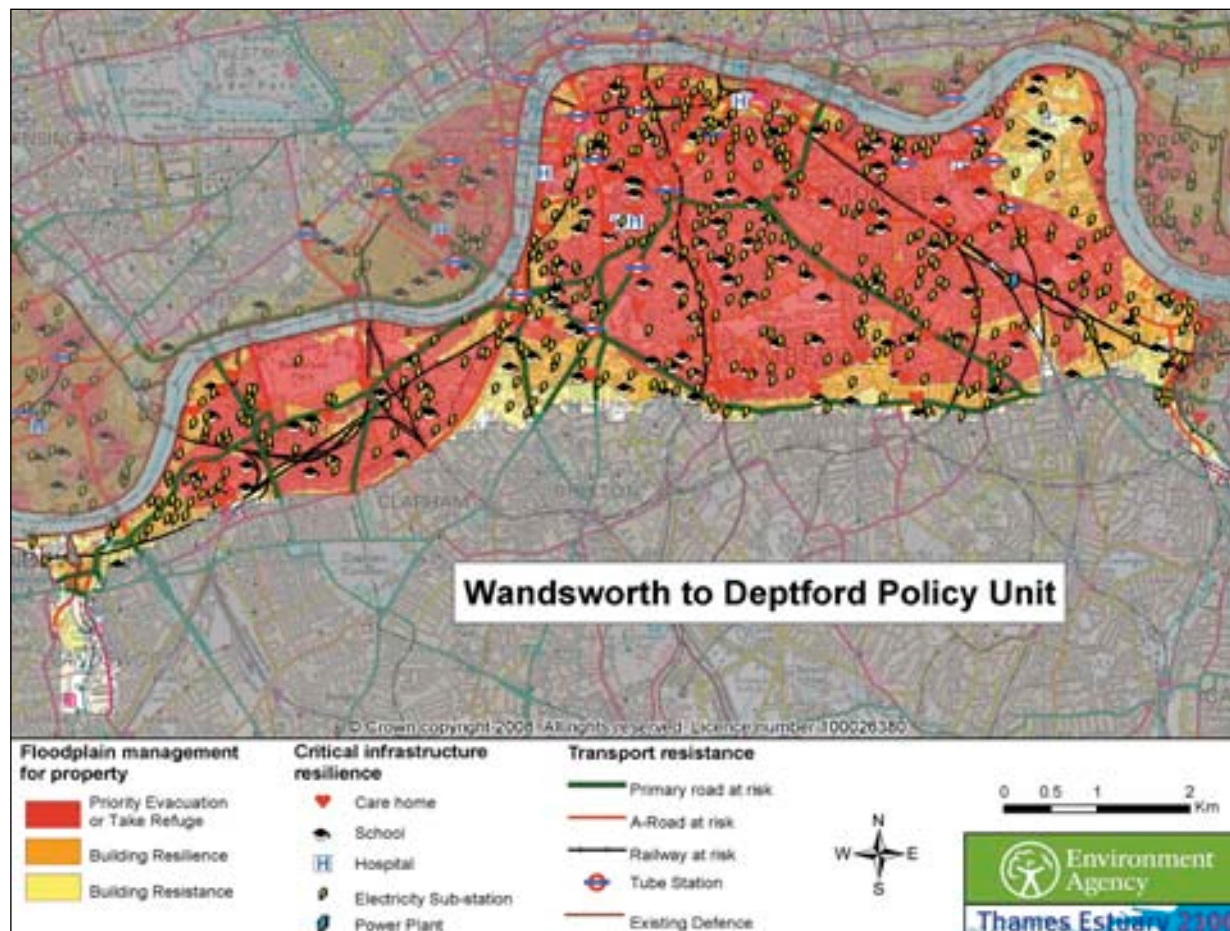 CLAPHAM
BRIXTON
Wandsworth to Deptford Policy Unit
© Crown copyright 2008. All rights reserved. Licence number 100026380
Floodplain management
for property
Priority Evacuation
or Take Refuge
Building Resilience
Building Resistance
Critical infrastructure
resilience
Care home
School
H Hospital
Electricity Sub-station
Power Plant
Transport resistance
Primary road at risk
A-Road at risk
Railway at risk
Tube Station
Existing Defence
N
W E
S
0 0.5 1 2
Km
Environment
Agency
Thames Estuary 2100